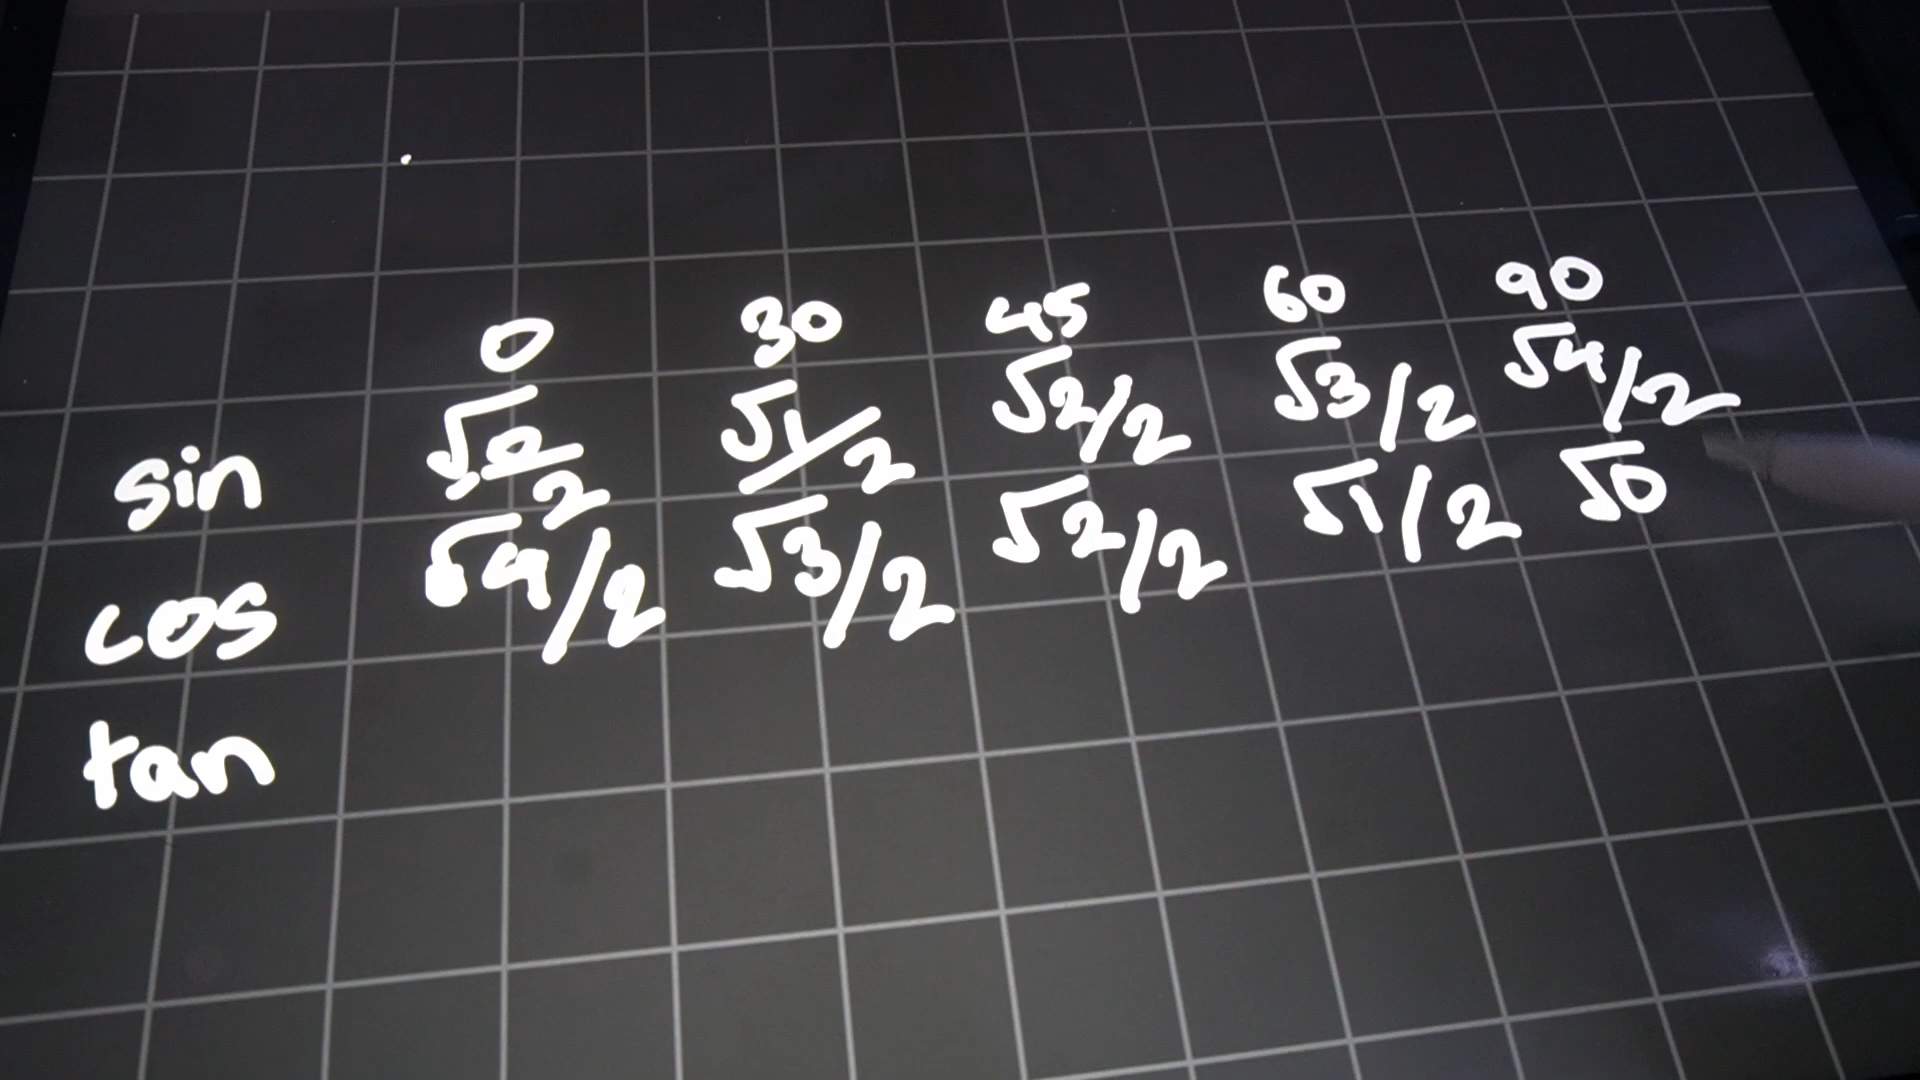 0 30 45 60 90
sin √0/2 √1/2 √2/2 √3/2 √4/2
cos √4/2 √3/2 √2/2 √1/2 √0
tan